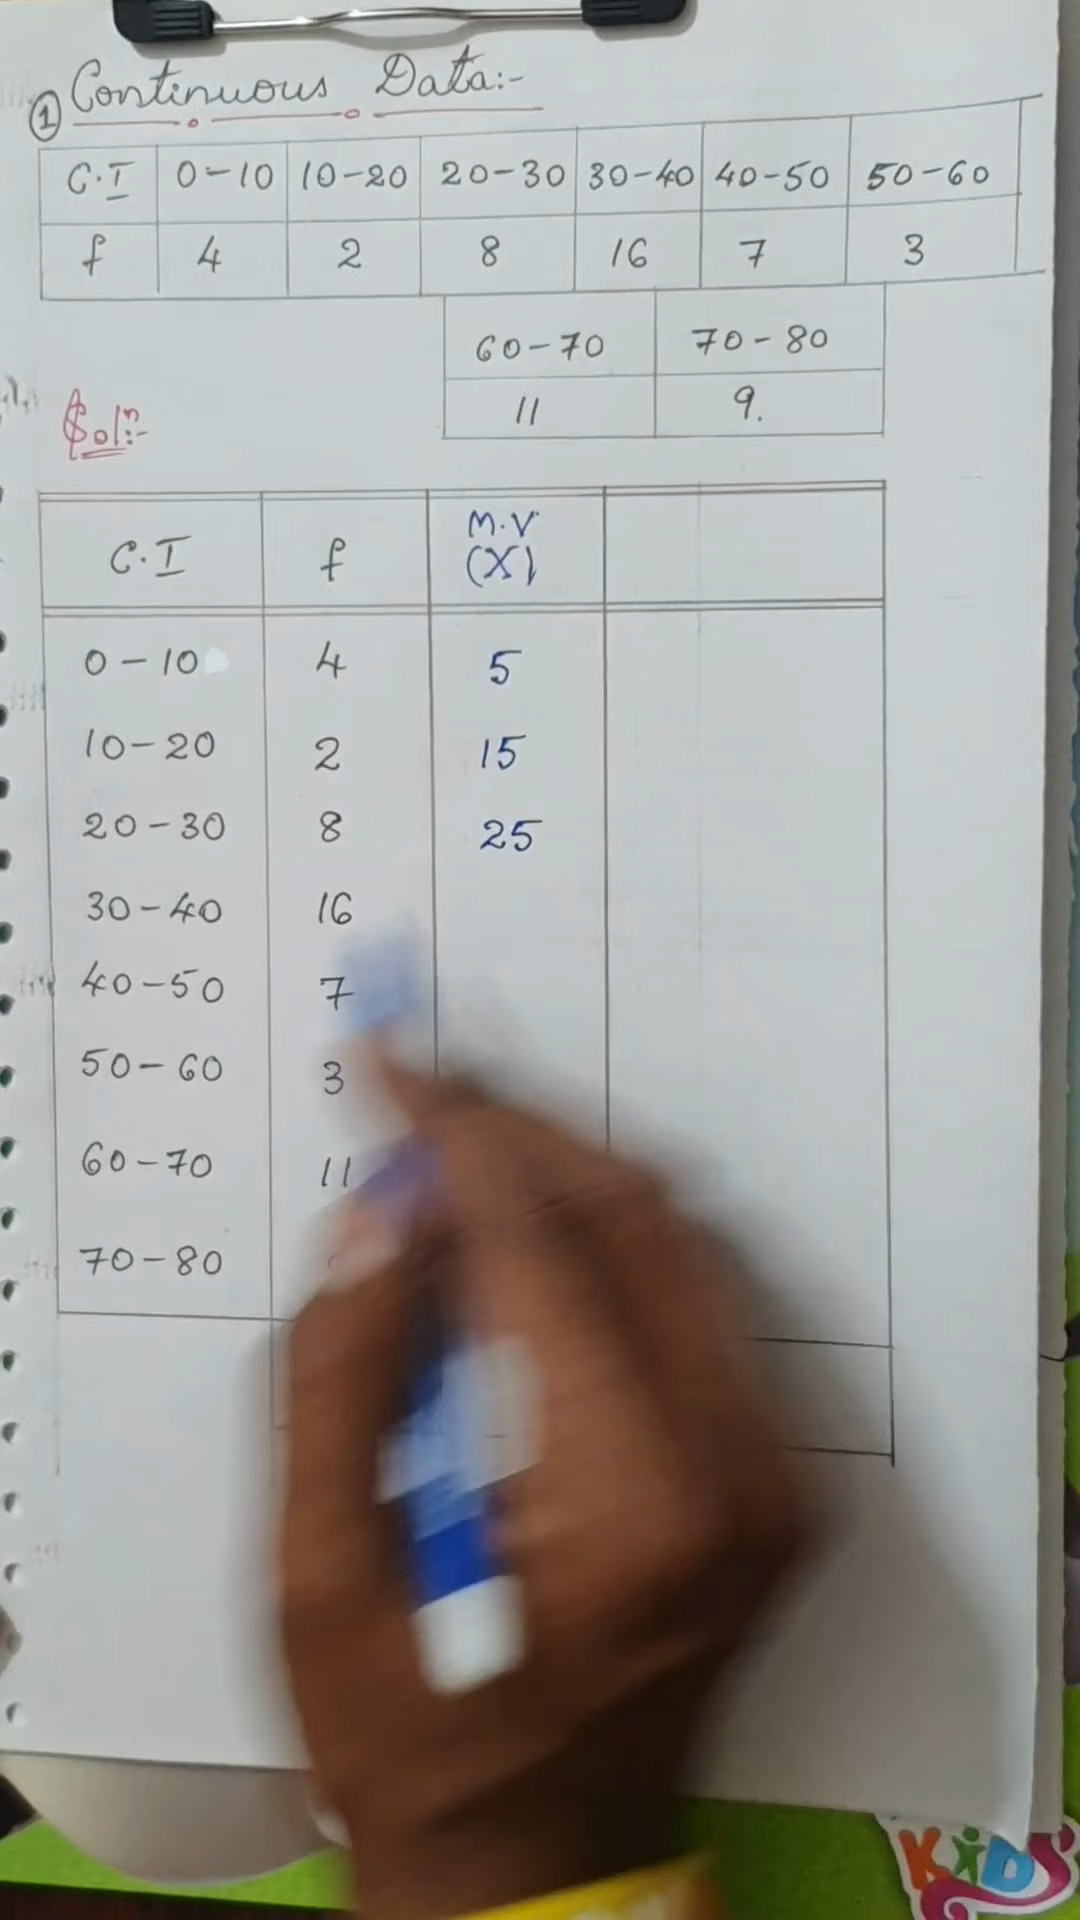 ① Continuous Data:-
C.I 0-10 10-20 20-30 30-40 40-50 50-60
f 4 2 8 16 7 3
60-70 70-80
11 9.
Solⁿ:-
C.I f M.V (X)
0-10 4 5
10-20 2 15
20-30 8 25
30-40 16
40-50 7
50-60 3
60-70 11
70-80
KiDS